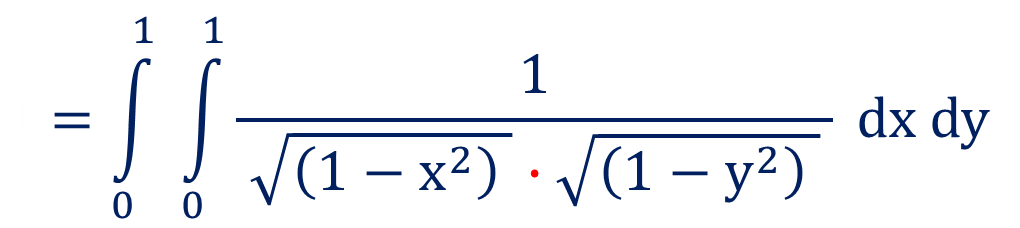 = ∫₀¹ ∫₀¹ 1 / (√(1 − x²) · √(1 − y²)) dx dy